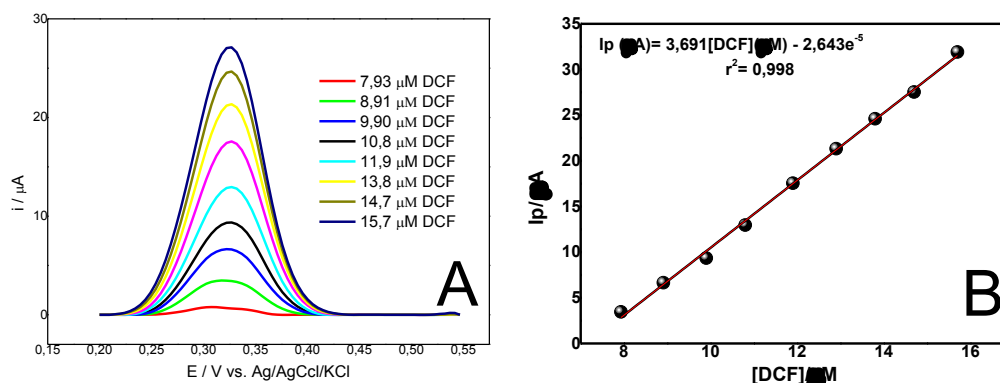 A
30
20
10
0
i / µA
7,93 µM DCF
8,91 µM DCF
9,90 µM DCF
10,8 µM DCF
11,9 µM DCF
13,8 µM DCF
14,7 µM DCF
15,7 µM DCF
0,15 0,20 0,25 0,30 0,35 0,40 0,45 0,50 0,55
E / V vs. Ag/AgCcl/KCl
B
35
30
25
20
15
10
5
0
Ip/ A
Ip ( A)= 3,691[DCF]( M) - 2,643e⁻⁵
r²= 0,998
8 10 12 14 16
[DCF]/ M